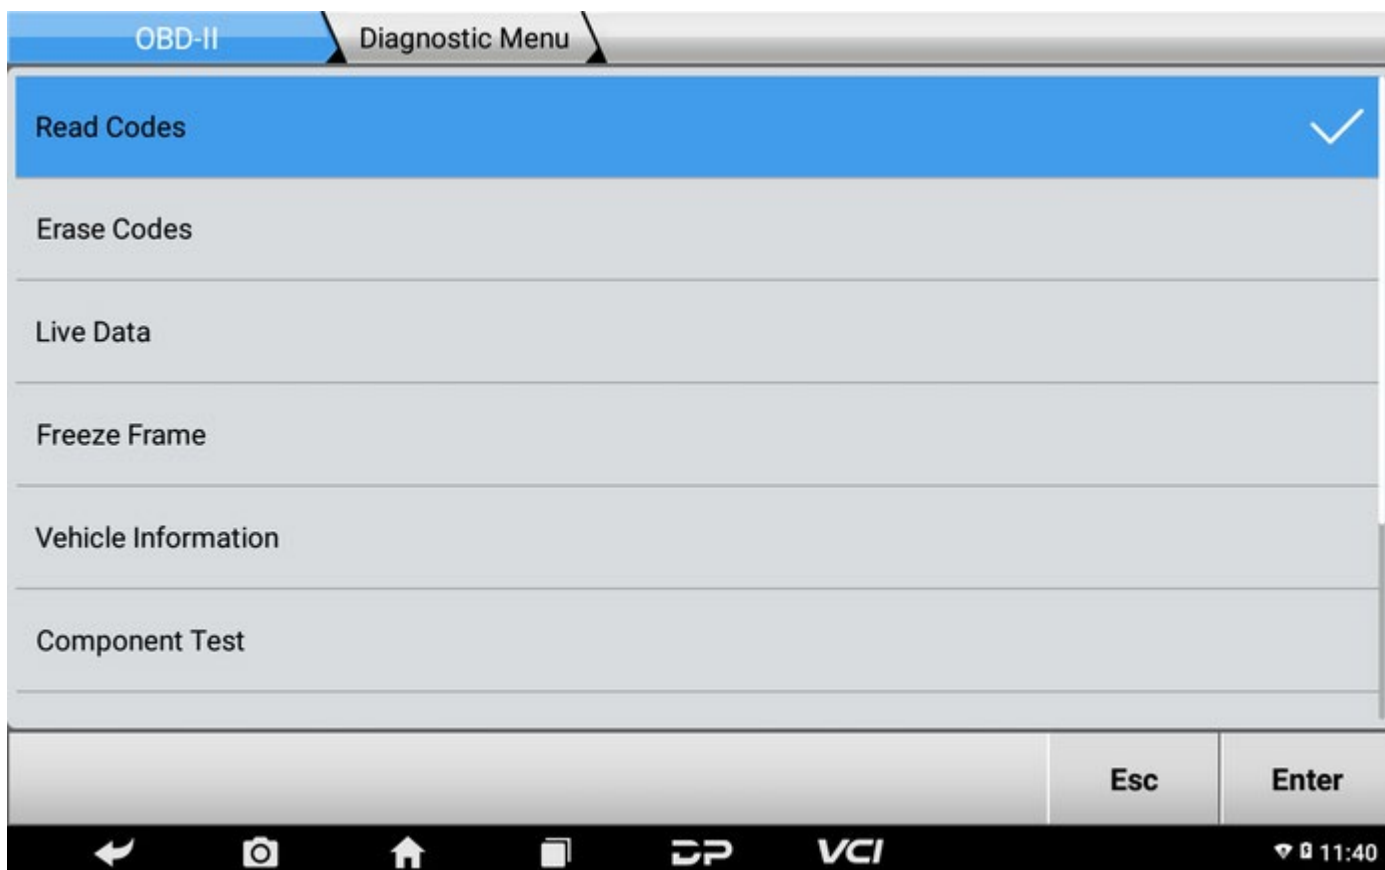 OBD-II
Diagnostic Menu
Read Codes
Erase Codes
Live Data
Freeze Frame
Vehicle Information
Component Test
Esc
Enter
DP
VCI
11:40